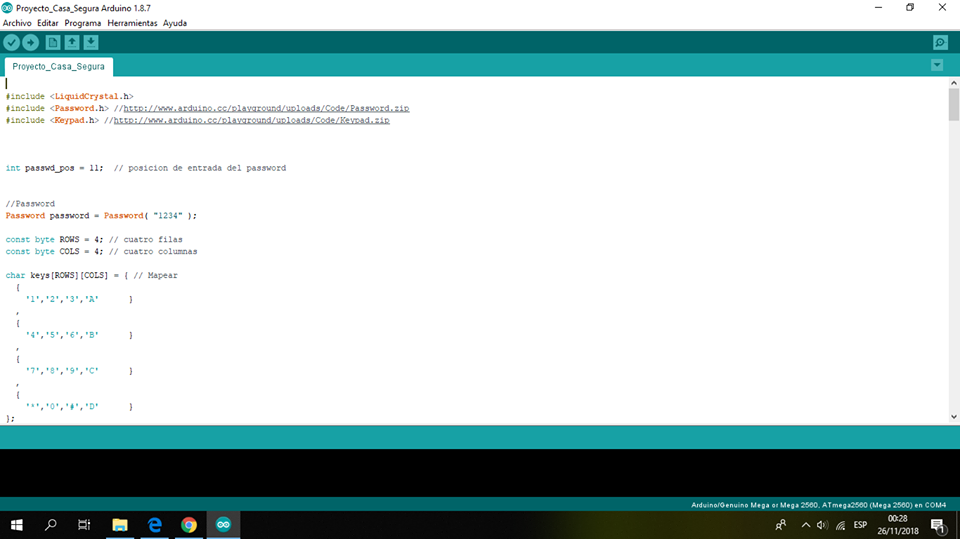 Proyecto_Casa_Segura Arduino 1.8.7
Archivo Editar Programa Herramientas Ayuda
Proyecto_Casa_Segura
#include <LiquidCrystal.h>
#include <Password.h> //http://www.arduino.cc/playground/uploads/Code/Password.zip
#include <Keypad.h> //http://www.arduino.cc/playground/uploads/Code/Keypad.zip
int passwd_pos = 11;  // posicion de entrada del password
//Password
Password password = Password( "1234" );
const byte ROWS = 4; // cuatro filas
const byte COLS = 4; // cuatro columnas
char keys[ROWS][COLS] = { // Mapear
  {
    '1','2','3','A'      }
  ,
  {
    '4','5','6','B'      }
  ,
  {
    '7','8','9','C'      }
  ,
  {
    '*','0','#','D'      }
};
Arduino/Genuino Mega or Mega 2560, ATmega2560 (Mega 2560) en COM4
ESP
00:28
26/11/2018
1